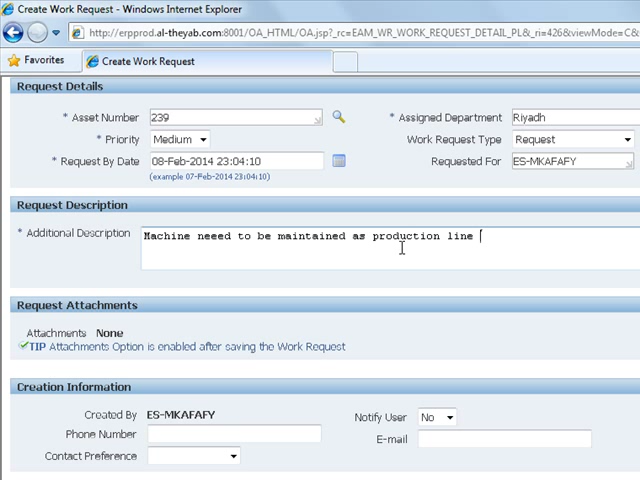 Create Work Request - Windows Internet Explorer
http://erpprod.al-theyab.com:8001/OA_HTML/OA.jsp?_rc=EAM_WR_WORK_REQUEST_DETAIL_PL&_ri=426&viewMode=C&
Favorites Create Work Request
Request Details
* Asset Number 239 * Assigned Department Riyadh
* Priority Medium Work Request Type Request
* Request By Date 08-Feb-2014 23:04:10 Requested For ES-MKAFAFY
(example 07-Feb-2014 23:04:10)
Request Description
* Additional Description Machine neeed to be maintained as production line
Request Attachments
Attachments None
TIP Attachments Option is enabled after saving the Work Request
Creation Information
Created By ES-MKAFAFY Notify User No
Phone Number E-mail
Contact Preference